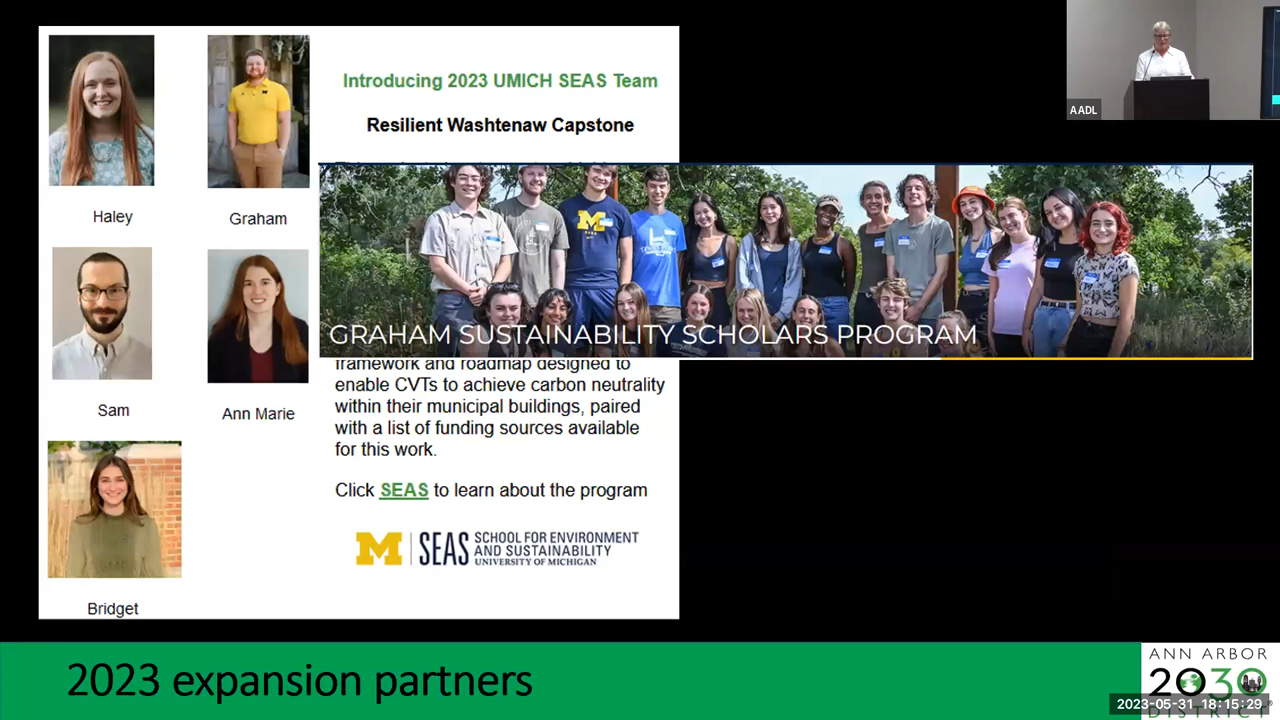 Introducing 2023 UMICH SEAS Team
Resilient Washtenaw Capstone
AADL
Haley
Graham
GRAHAM SUSTAINABILITY SCHOLARS PROGRAM
framework and roadmap designed to
enable CVTs to achieve carbon neutrality
within their municipal buildings, paired
with a list of funding sources available
for this work.
Sam
Ann Marie
Click SEAS to learn about the program
M SEAS SCHOOL FOR ENVIRONMENT
AND SUSTAINABILITY
UNIVERSITY OF MICHIGAN
Bridget
2023 expansion partners
ANN ARBOR
2030
DISTRICT
2023-05-31 18:15:29